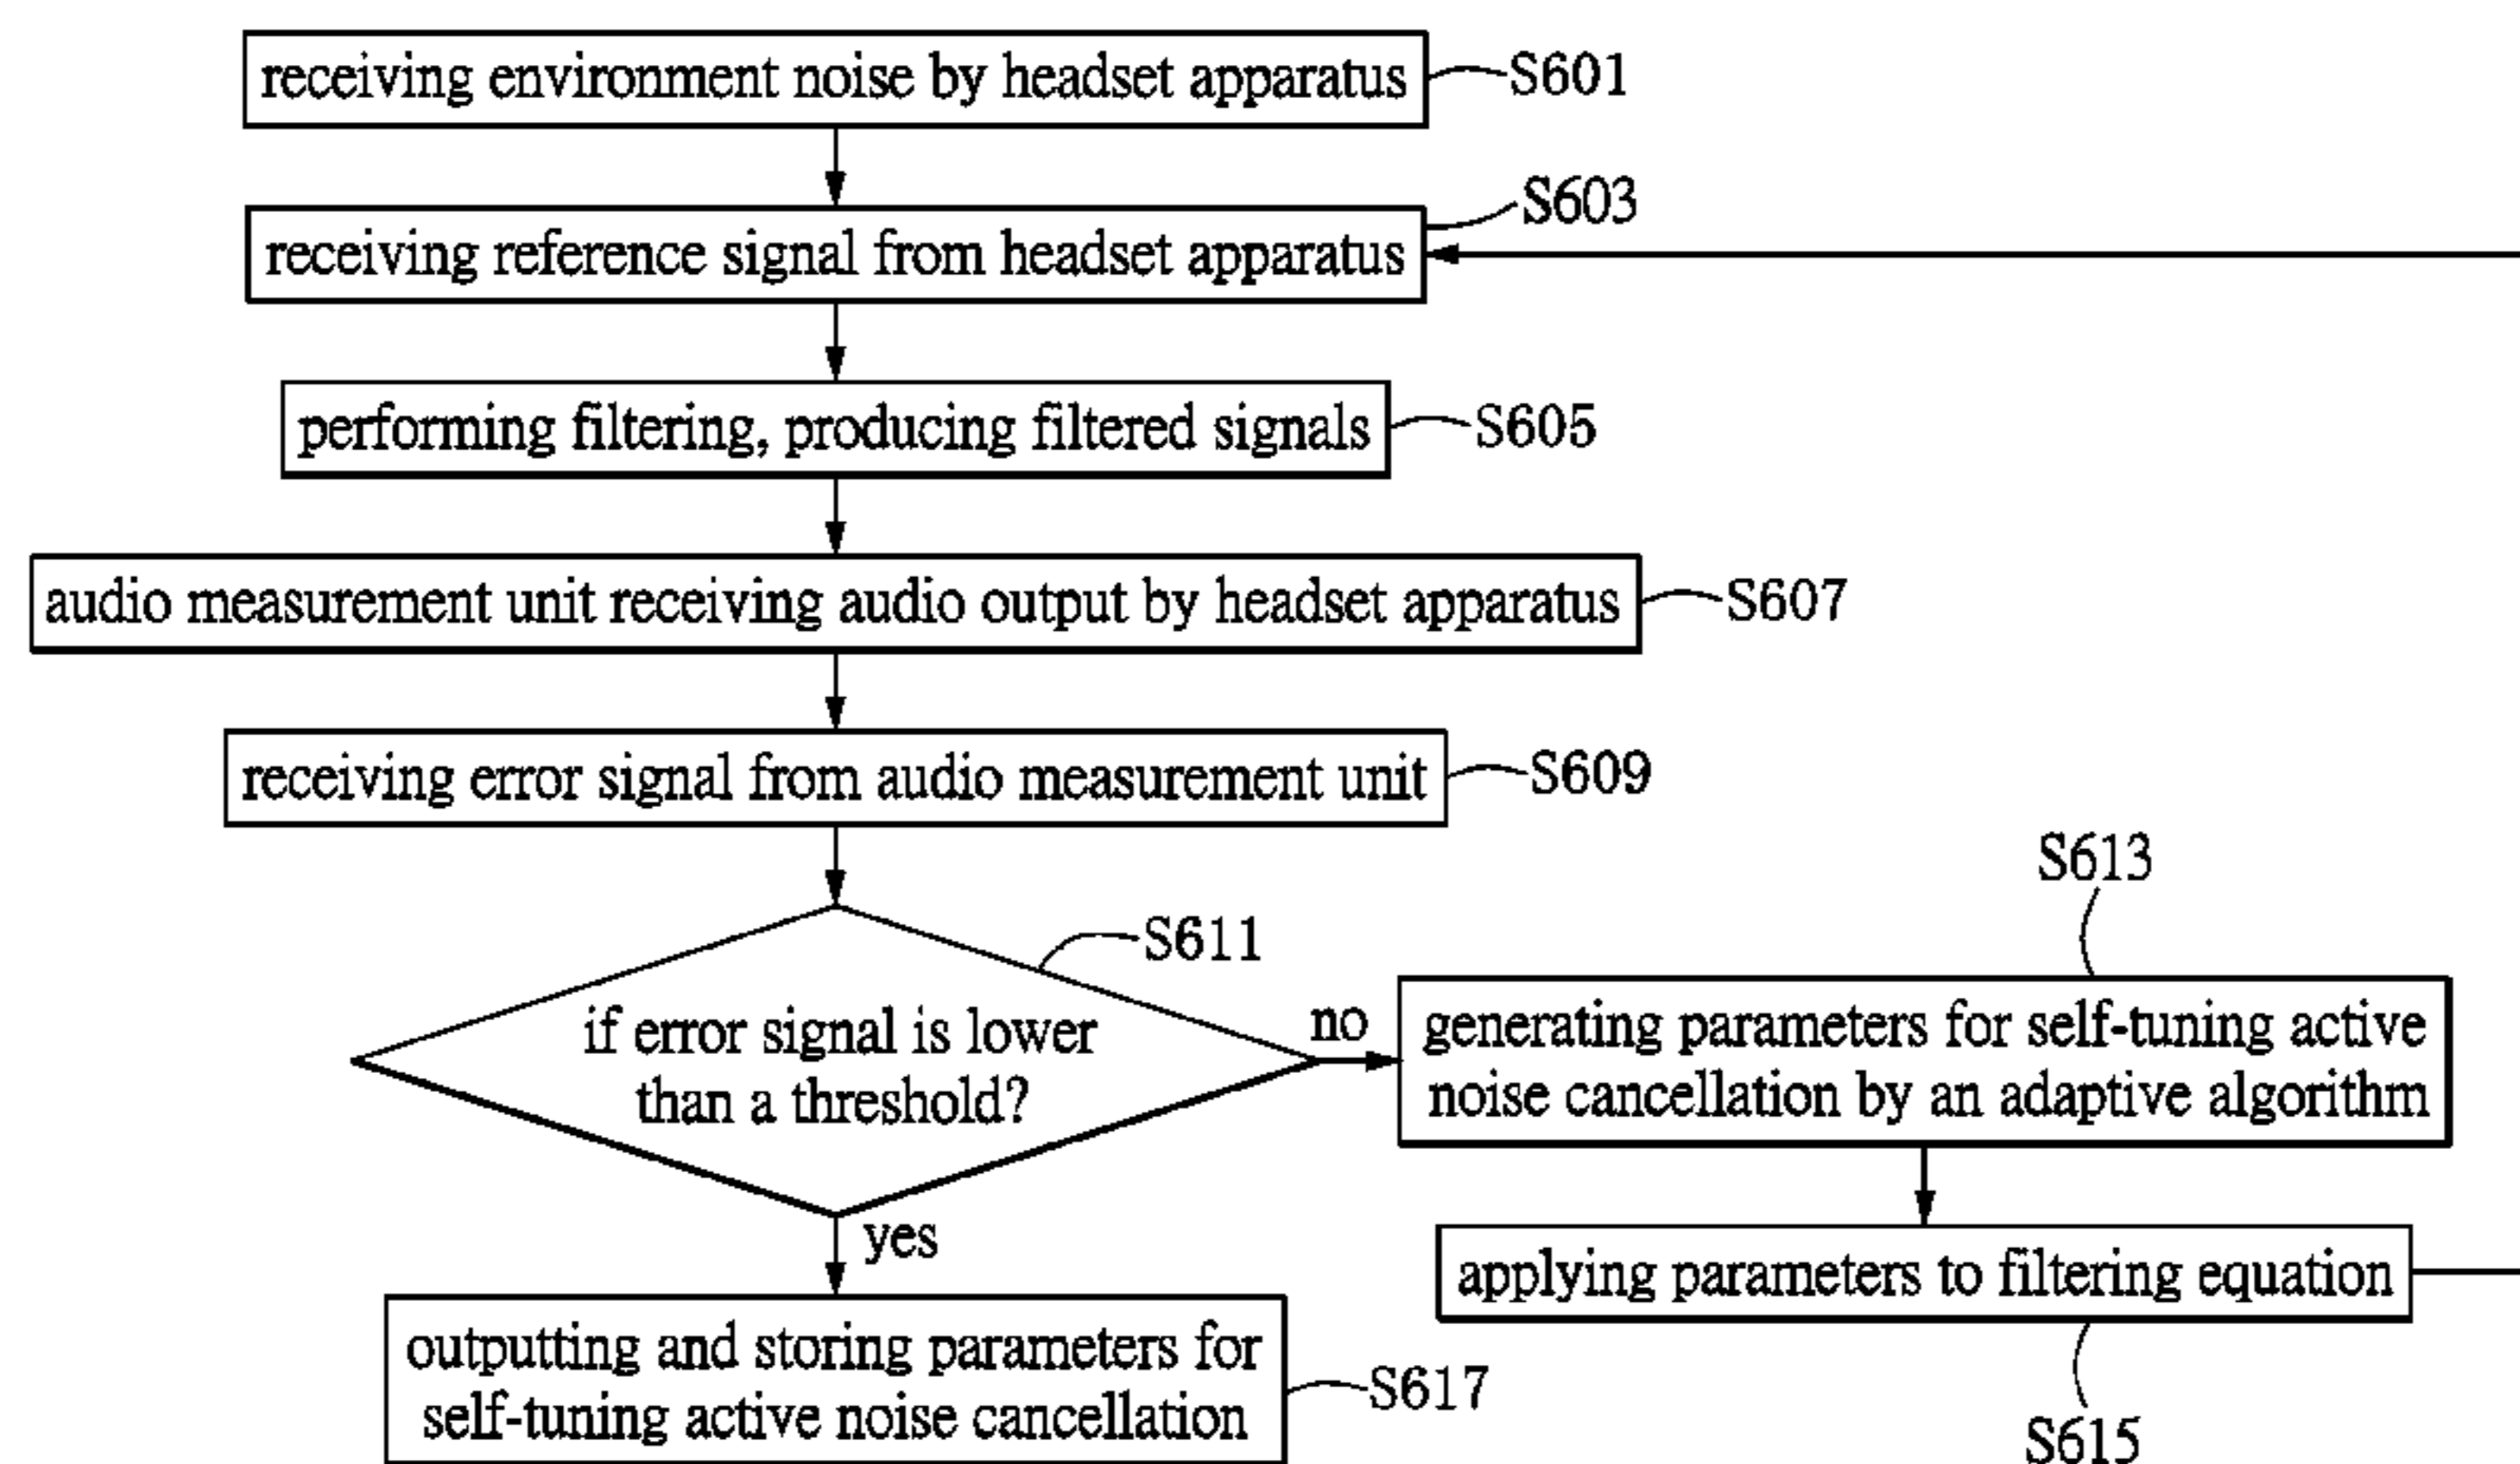 receiving environment noise by headset apparatus
S601
S603
receiving reference signal from headset apparatus
performing filtering, producing filtered signals
S605
audio measurement unit receiving audio output by headset apparatus
S607
receiving error signal from audio measurement unit
S609
S611
if error signal is lower
than a threshold?
no
S613
generating parameters for self-tuning active
noise cancellation by an adaptive algorithm
yes
applying parameters to filtering equation
S615
outputting and storing parameters for
self-tuning active noise cancellation
S617